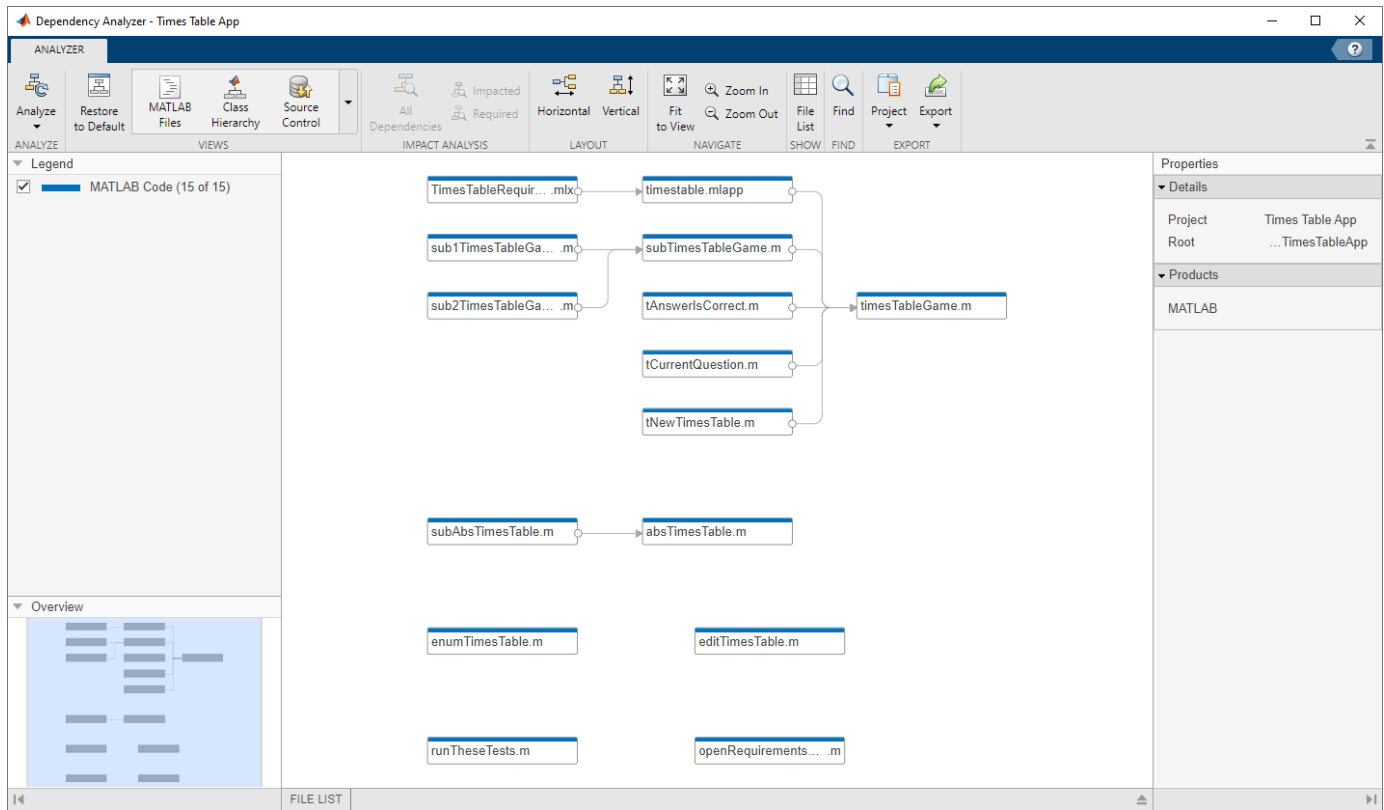 Dependency Analyzer - Times Table App
ANALYZER
?
Analyze
Restore
to Default
MATLAB
Files
Class
Hierarchy
Source
Control
All
Dependencies
Impacted
Required
Horizontal
Vertical
Fit
to View
Zoom In
Zoom Out
File
List
Find
Project
Export
ANALYZE
VIEWS
IMPACT ANALYSIS
LAYOUT
NAVIGATE
SHOW
FIND
EXPORT
Legend
MATLAB Code (15 of 15)
Overview
TimesTableRequir... .mlx
timestable.mlapp
sub1TimesTableGa... .m
subTimesTableGame.m
sub2TimesTableGa... .m
tAnswerIsCorrect.m
timesTableGame.m
tCurrentQuestion.m
tNewTimesTable.m
subAbsTimesTable.m
absTimesTable.m
enumTimesTable.m
editTimesTable.m
runTheseTests.m
openRequirements... .m
FILE LIST
Properties
Details
Project Times Table App
Root ...TimesTableApp
Products
MATLAB